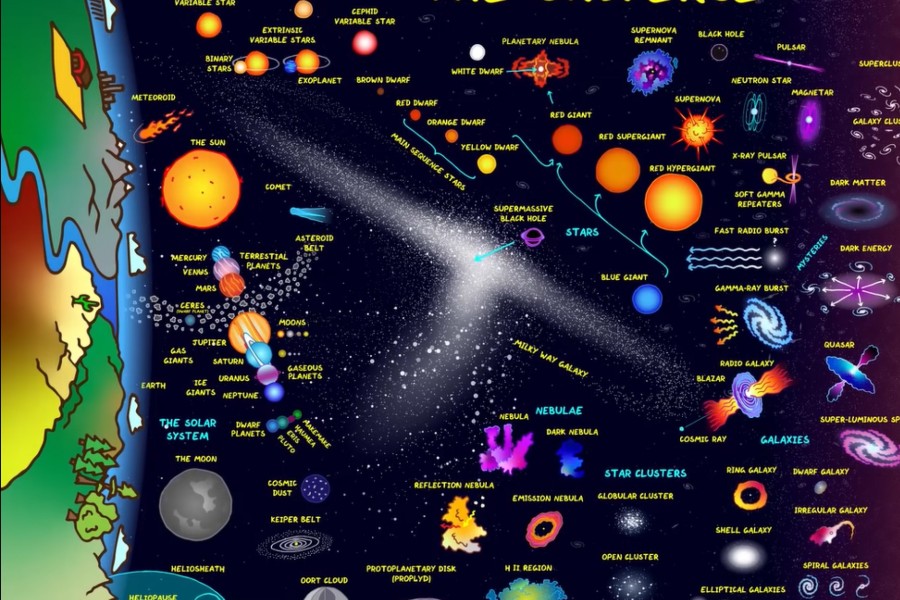 THE UNIVERSE
VARIABLE STAR
CEPHID
VARIABLE STAR
EXTRINSIC
VARIABLE STARS
BINARY
STARS
EXOPLANET
BROWN DWARF
WHITE DWARF
PLANETARY NEBULA
SUPERNOVA
REMNANT
BLACK HOLE
PULSAR
NEUTRON STAR
MAGNETAR
METEOROID
RED DWARF
ORANGE DWARF
YELLOW DWARF
MAIN SEQUENCE STARS
RED GIANT
RED SUPERGIANT
SUPERNOVA
RED HYPERGIANT
X-RAY PULSAR
SOFT GAMMA
REPEATERS
DARK MATTER
THE SUN
COMET
SUPERMASSIVE
BLACK HOLE
STARS
FAST RADIO BURST
?
MYSTERIES
DARK ENERGY
ASTEROID
BELT
MERCURY
VENUS
TERRESTRIAL
PLANETS
MARS
CERES
BLUE GIANT
GAMMA-RAY BURST
MOONS
JUPITER
GAS
GIANTS
SATURN
MILKY WAY GALAXY
QUASAR
EARTH
ICE
GIANTS
URANUS
GASEOUS
PLANETS
NEPTUNE
RADIO GALAXY
BLAZAR
THE SOLAR
SYSTEM
DWARF
PLANETS
PLUTO
ERIS
HAUMEA
MAKEMAKE
NEBULA
NEBULAE
DARK NEBULA
COSMIC RAY
GALAXIES
THE MOON
COSMIC
DUST
REFLECTION NEBULA
EMISSION NEBULA
STAR CLUSTERS
GLOBULAR CLUSTER
RING GALAXY
DWARF GALAXY
IRREGULAR GALAXY
KEIPER BELT
SHELL GALAXY
HELIOSHEATH
OORT CLOUD
PROTOPLANETARY DISK
(PROPLYD)
H II REGION
OPEN CLUSTER
SPIRAL GALAXIES
ELLIPTICAL GALAXIES
HELIOPAUSE